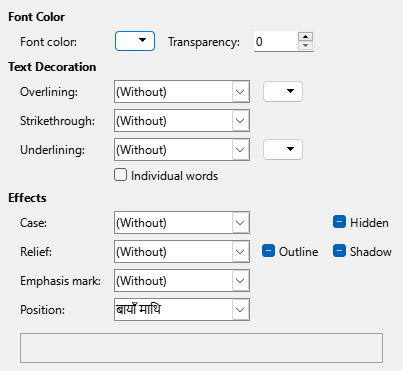 Font Color
Font color: Transparency: 0
Text Decoration
Overlining: (Without)
Strikethrough: (Without)
Underlining: (Without)
Individual words
Effects
Case: (Without) Hidden
Relief: (Without) Outline Shadow
Emphasis mark: (Without)
Position: बायाँ माथि